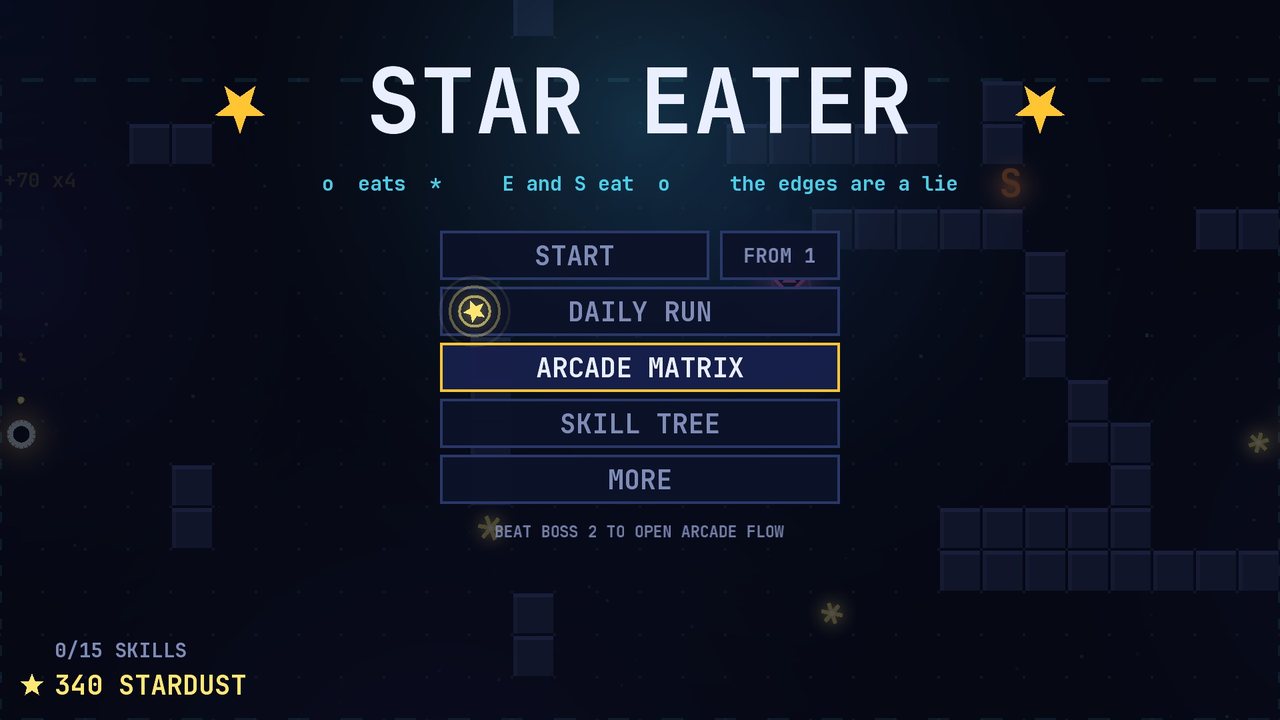 STAR EATER
o eats * E and S eat o the edges are a lie
+70 x4
S
START FROM 1
DAILY RUN
ARCADE MATRIX
SKILL TREE
MORE
BEAT BOSS 2 TO OPEN ARCADE FLOW
0/15 SKILLS
340 STARDUST